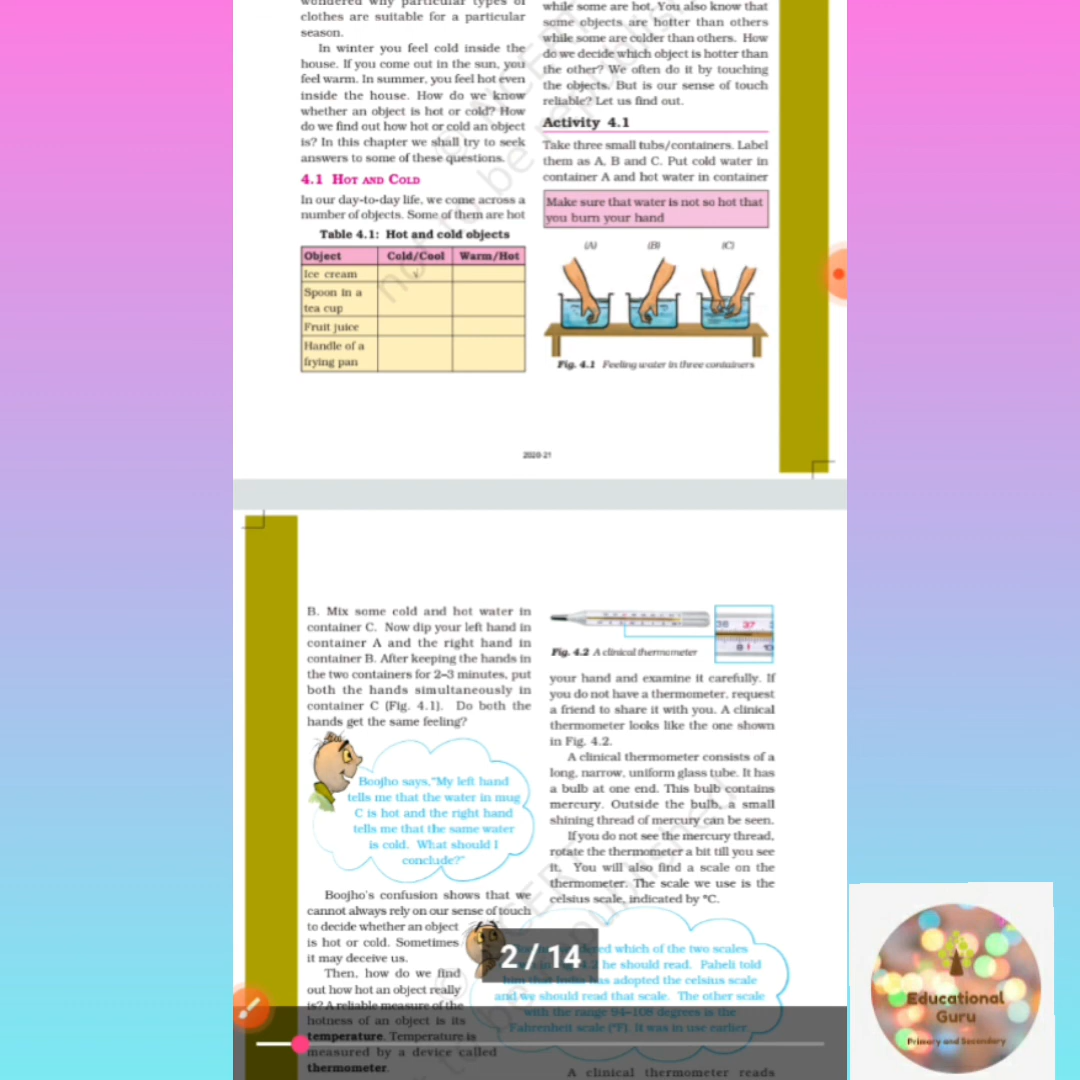 wondered why particular types of
clothes are suitable for a particular
season.
In winter you feel cold inside the
house. If you come out in the sun, you
feel warm. In summer, you feel hot even
inside the house. How do we know
whether an object is hot or cold? How
do we find out how hot or cold an object
is? In this chapter we shall try to seek
answers to some of these questions.
4.1 HOT AND COLD
In our day-to-day life, we come across a
number of objects. Some of them are hot
Table 4.1: Hot and cold objects
Object Cold/Cool Warm/Hot
Ice cream ✓
Spoon in a
tea cup
Fruit juice
Handle of a
frying pan
while some are hot. You also know that
some objects are hotter than others
while some are colder than others. How
do we decide which object is hotter than
the other? We often do it by touching
the objects. But is our sense of touch
reliable? Let us find out.
Activity 4.1
Take three small tubs/containers. Label
them as A, B and C. Put cold water in
container A and hot water in container
Make sure that water is not so hot that
you burn your hand
(A) (B) (C)
Fig. 4.1 Feeling water in three containers
2020-21
B. Mix some cold and hot water in
container C. Now dip your left hand in
container A and the right hand in
container B. After keeping the hands in
the two containers for 2–3 minutes, put
both the hands simultaneously in
container C (Fig. 4.1). Do both the
hands get the same feeling?
Boojho says,"My left hand
tells me that the water in mug
C is hot and the right hand
tells me that the same water
is cold. What should I
conclude?"
Boojho's confusion shows that we
cannot always rely on our sense of touch
to decide whether an object
is hot or cold. Sometimes
it may deceive us.
Then, how do we find
out how hot an object really
is? A reliable measure of the
hotness of an object is its
temperature. Temperature is
measured by a device called
thermometer.
37
Fig. 4.2 A clinical thermometer
your hand and examine it carefully. If
you do not have a thermometer, request
a friend to share it with you. A clinical
thermometer looks like the one shown
in Fig. 4.2.
A clinical thermometer consists of a
long, narrow, uniform glass tube. It has
a bulb at one end. This bulb contains
mercury. Outside the bulb, a small
shining thread of mercury can be seen.
If you do not see the mercury thread,
rotate the thermometer a bit till you see
it. You will also find a scale on the
thermometer. The scale we use is the
celsius scale, indicated by °C.
which of the two scales
he should read. Paheli told
him that India has adopted the celsius scale
and we should read that scale. The other scale
with the range 94–108 degrees is the
Fahrenheit scale (°F). It was in use earlier.
A clinical thermometer reads
2 / 14
Educational
Guru
Primary and Secondary